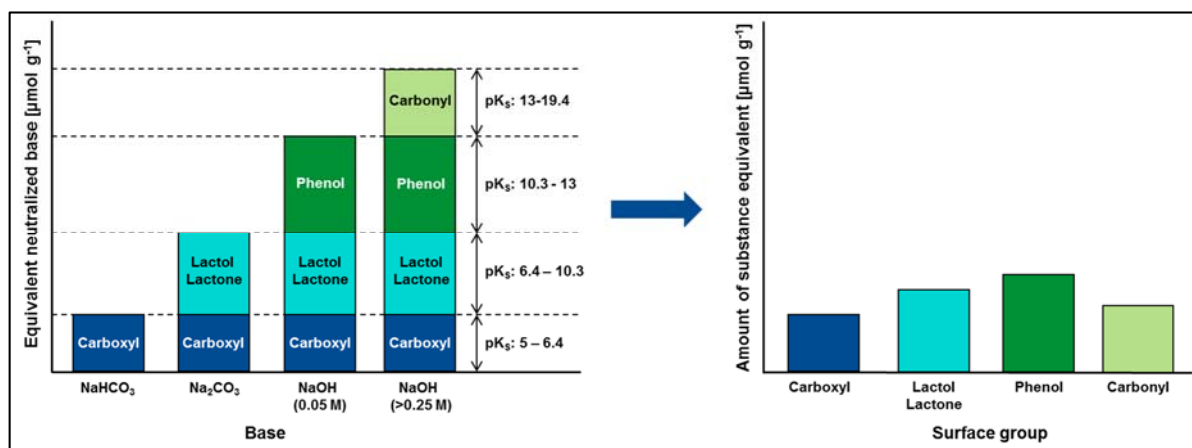 Equivalent neutralized base [µmol g⁻¹]
Carbonyl
pKₛ: 13-19.4
Phenol
Phenol
pKₛ: 10.3 - 13
Lactol
Lactone
Lactol
Lactone
Lactol
Lactone
pKₛ: 6.4 – 10.3
Carboxyl
Carboxyl
Carboxyl
Carboxyl
pKₛ: 5 – 6.4
NaHCO₃
Na₂CO₃
NaOH
(0.05 M)
NaOH
(>0.25 M)
Base
Amount of substance equivalent [µmol g⁻¹]
Carboxyl
Lactol
Lactone
Phenol
Carbonyl
Surface group